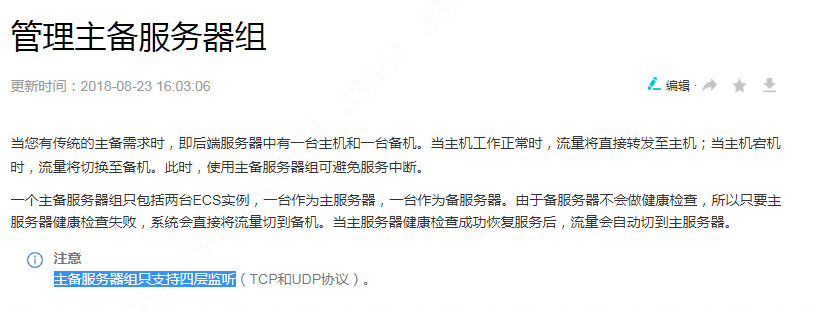 管理主备服务器组
更新时间：2018-08-23 16:03:06
编辑 ·
当您有传统的主备需求时，即后端服务器中有一台主机和一台备机。当主机工作正常时，流量将直接转发至主机；当主机宕机
时，流量将切换至备机。此时，使用主备服务器组可避免服务中断。
一个主备服务器组只包括两台ECS实例，一台作为主服务器，一台作为备服务器。由于备服务器不会做健康检查，所以只要主
服务器健康检查失败，系统会直接将流量切到备机。当主服务器健康检查成功恢复服务后，流量会自动切到主服务器。
注意
主备服务器组只支持四层监听（TCP和UDP协议）。